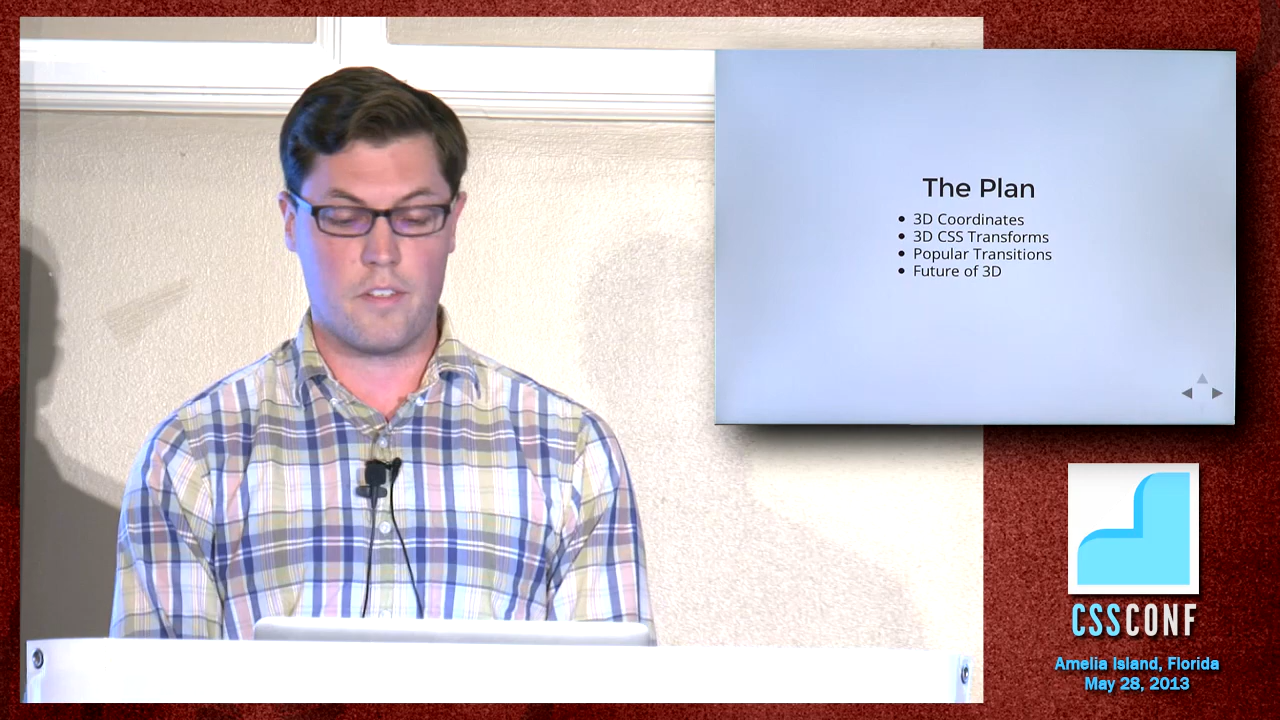 The Plan
3D Coordinates
3D CSS Transforms
Popular Transitions
Future of 3D
CSSCONF
Amelia Island, Florida
May 28, 2013